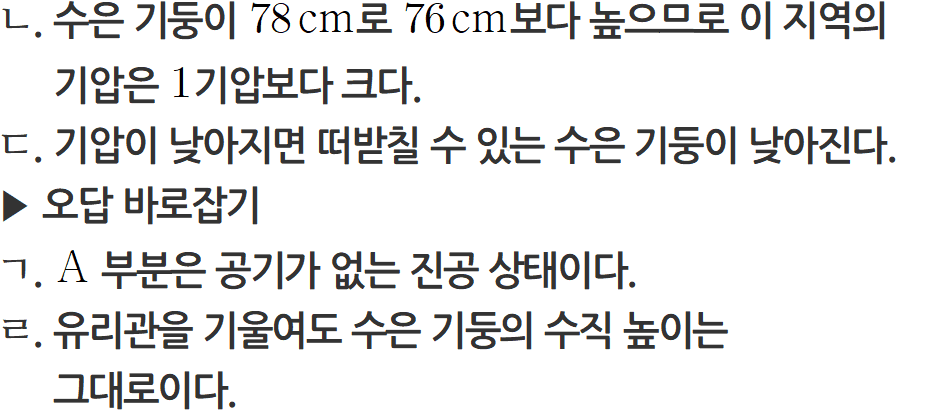 ㄴ. 수은 기둥이 78 cm로 76 cm보다 높으므로 이 지역의
기압은 1기압보다 크다.
ㄷ. 기압이 낮아지면 떠받칠 수 있는 수은 기둥이 낮아진다.
▶ 오답 바로잡기
ㄱ. A 부분은 공기가 없는 진공 상태이다.
ㄹ. 유리관을 기울여도 수은 기둥의 수직 높이는
그대로이다.